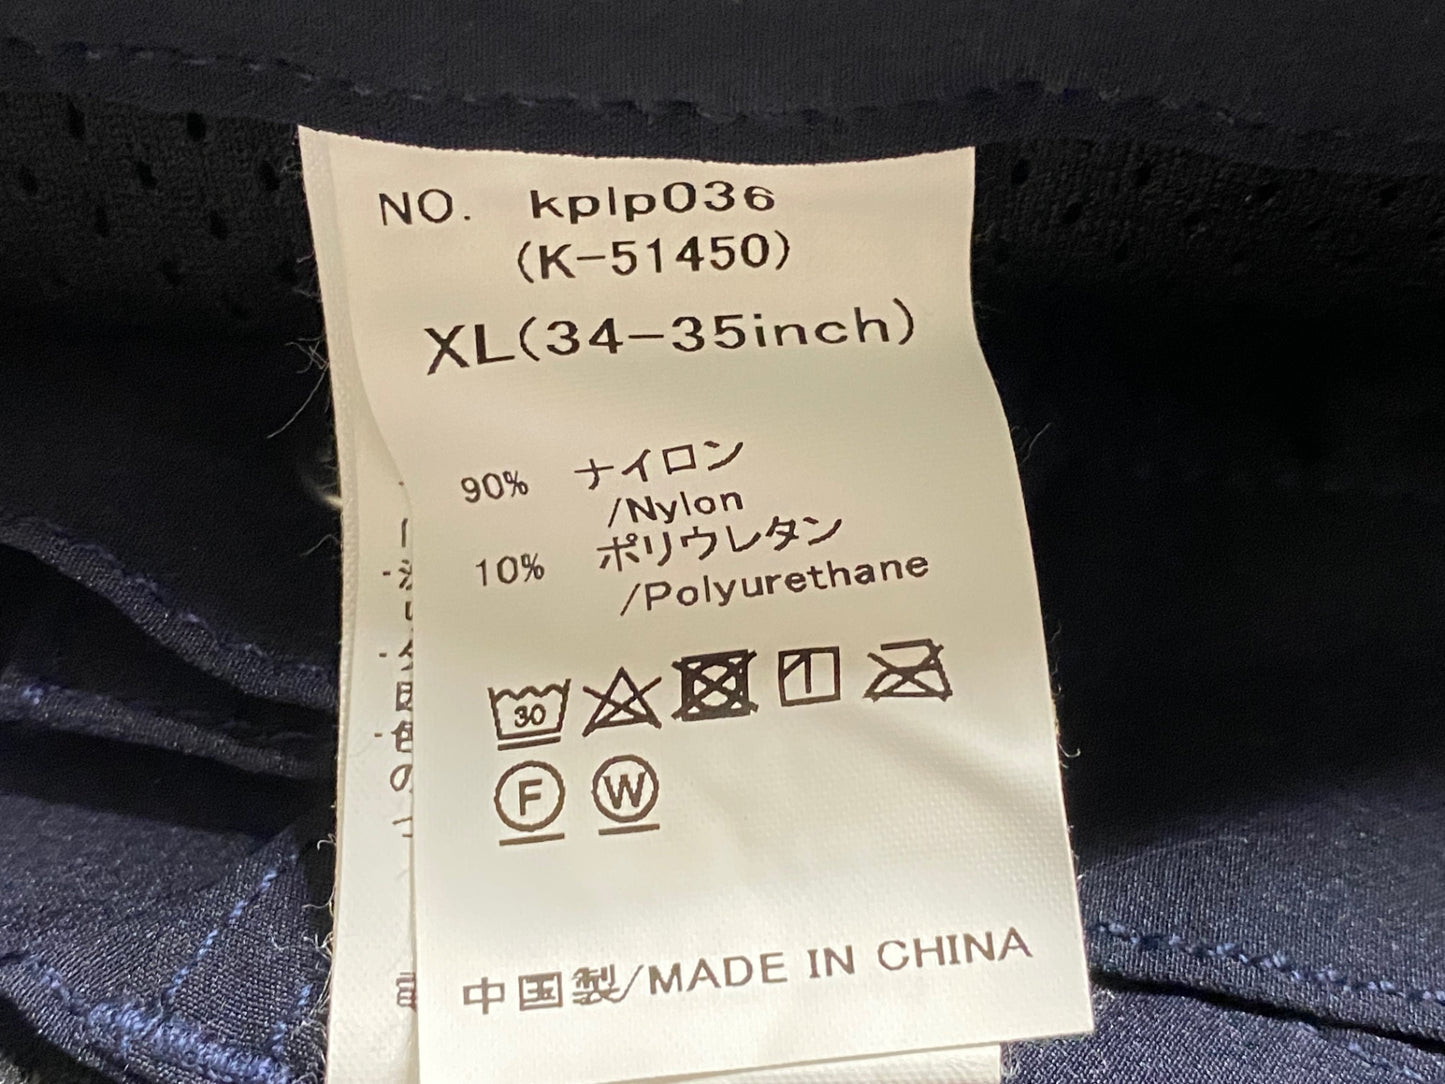 NO. kplp036
(K-51450)
XL(34-35inch)
90% ナイロン
/Nylon
10% ポリウレタン
/Polyurethane
30
F W
中国製/MADE IN CHINA